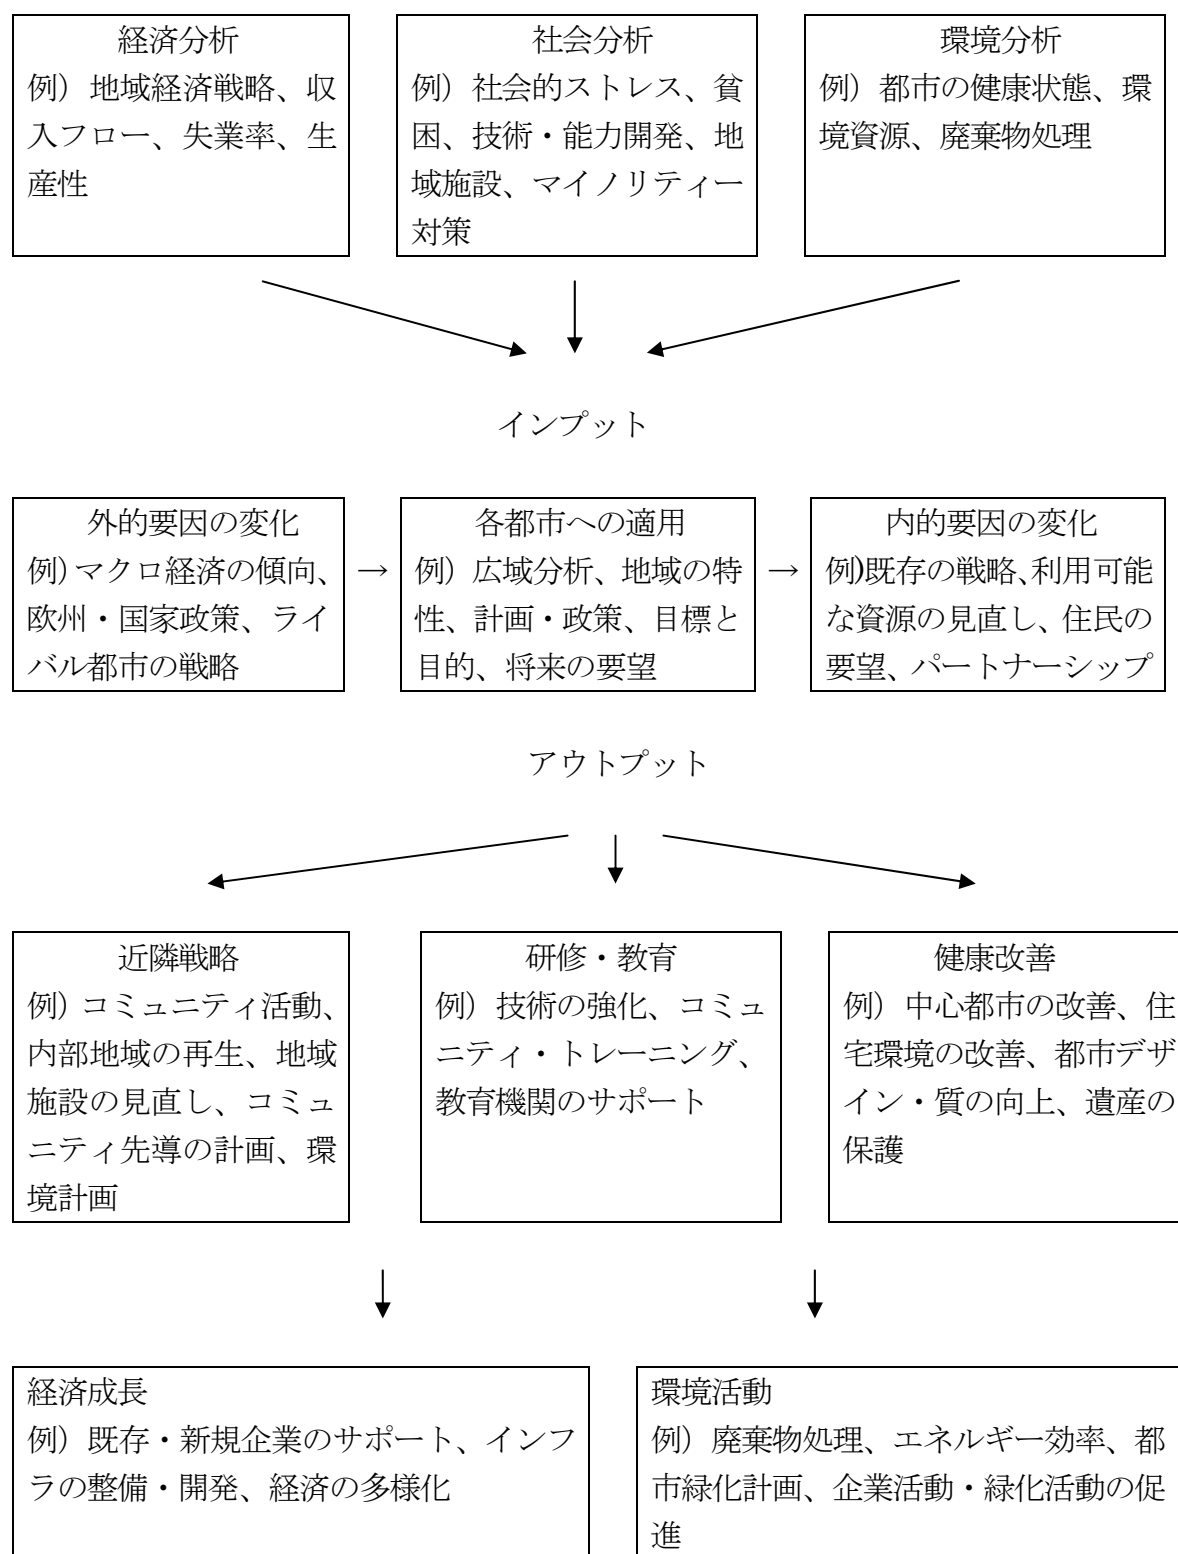 経済分析
例）地域経済戦略、収
入フロー、失業率、生
産性
社会分析
例）社会的ストレス、貧
困、技術・能力開発、地
域施設、マイノリティー
対策
環境分析
例）都市の健康状態、環
境資源、廃棄物処理
インプット
外的要因の変化
例）マクロ経済の傾向、
欧州・国家政策、ライ
バル都市の戦略
→
各都市への適用
例）広域分析、地域の特
性、計画・政策、目標と
目的、将来の要望
→
内的要因の変化
例)既存の戦略、利用可能
な資源の見直し、住民の
要望、パートナーシップ
アウトプット
近隣戦略
例）コミュニティ活動、
内部地域の再生、地域
施設の見直し、コミュ
ニティ先導の計画、環
境計画
研修・教育
例）技術の強化、コミュ
ニティ・トレーニング、
教育機関のサポート
健康改善
例）中心都市の改善、住
宅環境の改善、都市デザ
イン・質の向上、遺産の
保護
経済成長
例）既存・新規企業のサポート、インフ
ラの整備・開発、経済の多様化
環境活動
例）廃棄物処理、エネルギー効率、都
市緑化計画、企業活動・緑化活動の促
進